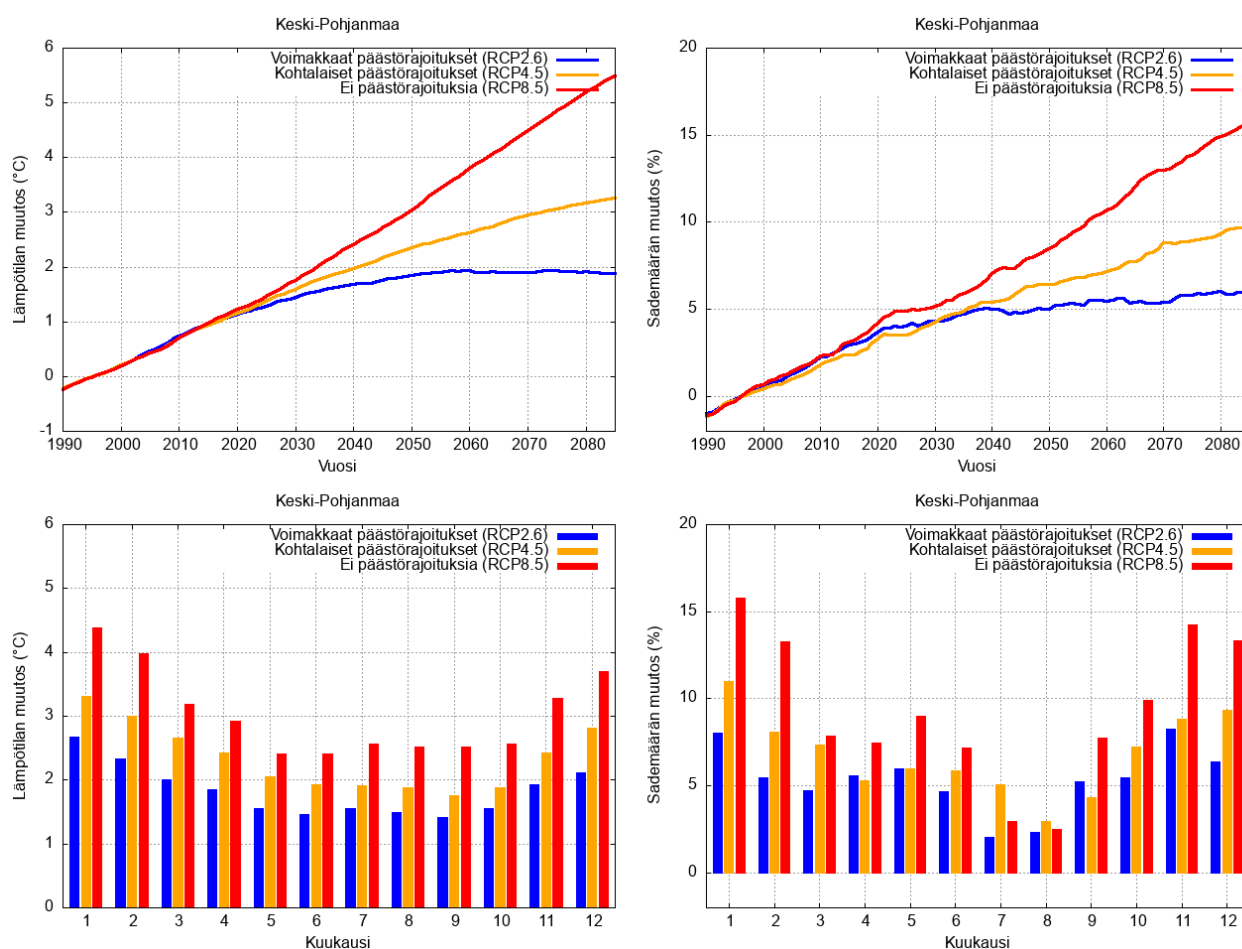 Keski-Pohjanmaa
Voimakkaat päästörajoitukset (RCP2.6)
Kohtalaiset päästörajoitukset (RCP4.5)
Ei päästörajoituksia (RCP8.5)
Lämpötilan muutos (°C)
6
5
4
3
2
1
0
-1
1990 2000 2010 2020 2030 2040 2050 2060 2070 2080
Vuosi
Keski-Pohjanmaa
Voimakkaat päästörajoitukset (RCP2.6)
Kohtalaiset päästörajoitukset (RCP4.5)
Ei päästörajoituksia (RCP8.5)
Sademäärän muutos (%)
20
15
10
5
0
1990 2000 2010 2020 2030 2040 2050 2060 2070 2080
Vuosi
Keski-Pohjanmaa
Voimakkaat päästörajoitukset (RCP2.6)
Kohtalaiset päästörajoitukset (RCP4.5)
Ei päästörajoituksia (RCP8.5)
Lämpötilan muutos (°C)
6
5
4
3
2
1
0
1 2 3 4 5 6 7 8 9 10 11 12
Kuukausi
Keski-Pohjanmaa
Voimakkaat päästörajoitukset (RCP2.6)
Kohtalaiset päästörajoitukset (RCP4.5)
Ei päästörajoituksia (RCP8.5)
Sademäärän muutos (%)
20
15
10
5
0
1 2 3 4 5 6 7 8 9 10 11 12
Kuukausi